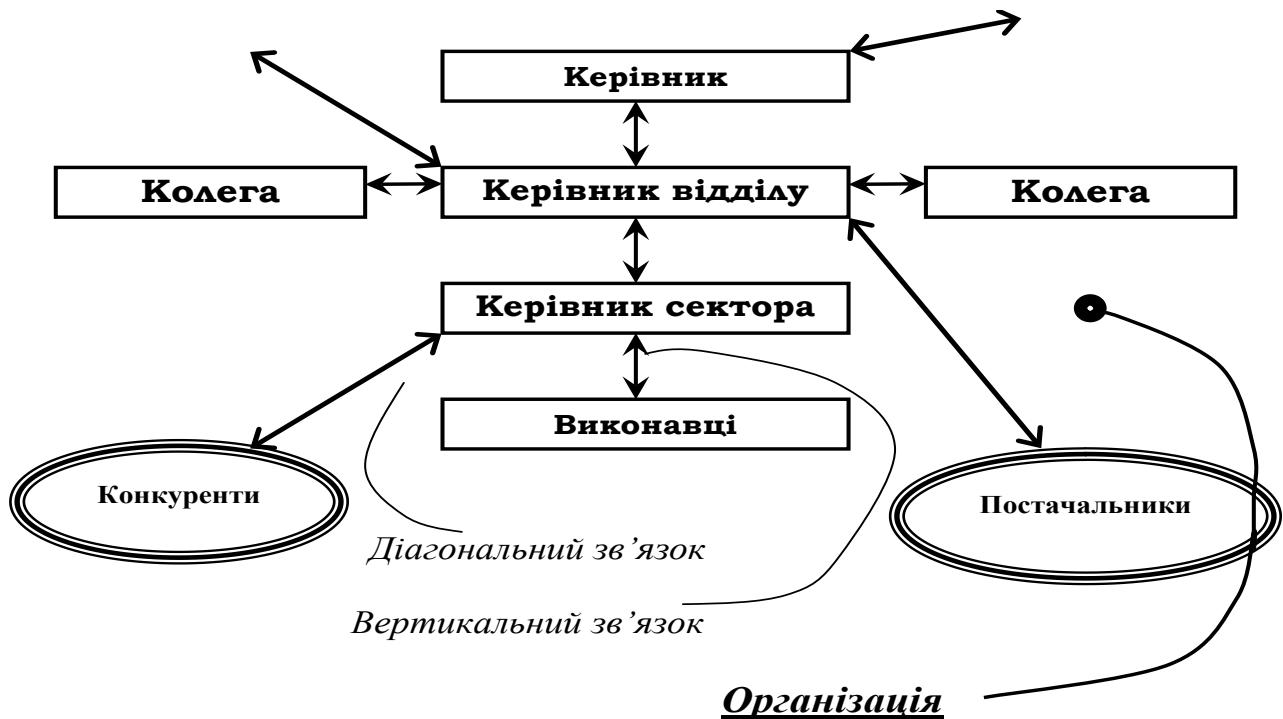 Керівник
Колега
Керівник відділу
Колега
Керівник сектора
Виконавці
Конкуренти
Постачальники
Діагональний зв’язок
Вертикальний зв’язок
Організація